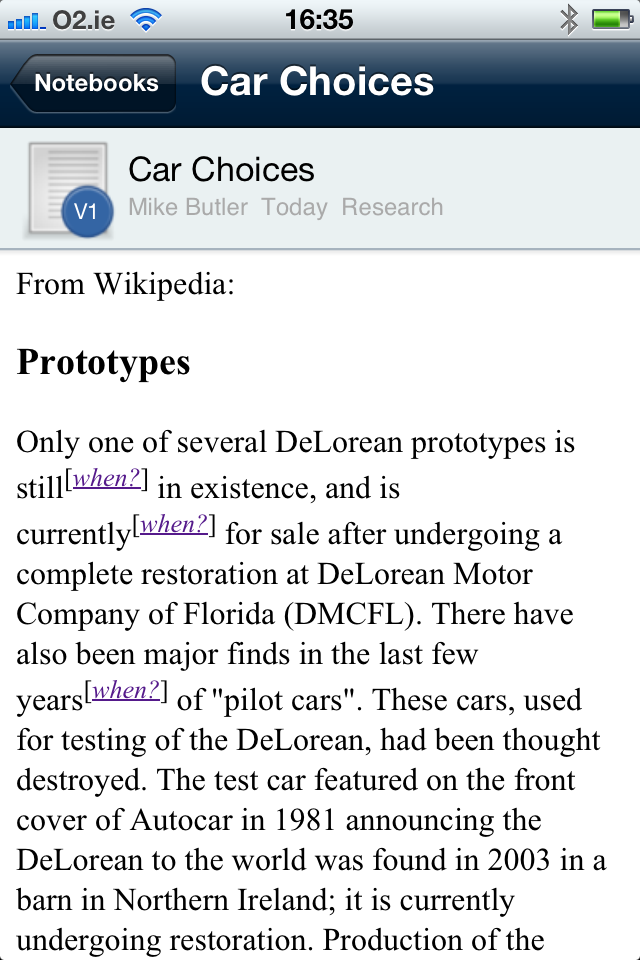 O2.ie 16:35
Notebooks Car Choices
Car Choices
V1
Mike Butler Today Research
From Wikipedia:
Prototypes
Only one of several DeLorean prototypes is
still[when?] in existence, and is
currently[when?] for sale after undergoing a
complete restoration at DeLorean Motor
Company of Florida (DMCFL). There have
also been major finds in the last few
years[when?] of "pilot cars". These cars, used
for testing of the DeLorean, had been thought
destroyed. The test car featured on the front
cover of Autocar in 1981 announcing the
DeLorean to the world was found in 2003 in a
barn in Northern Ireland; it is currently
undergoing restoration. Production of the